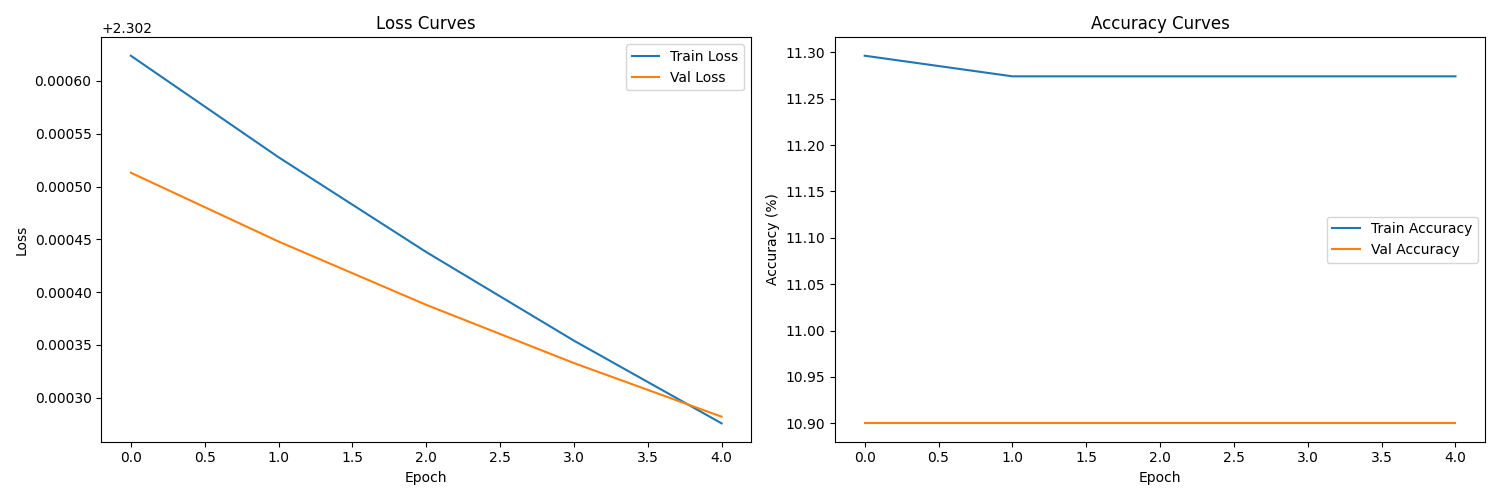 Loss Curves
+2.302
0.00060
0.00055
0.00050
0.00045
0.00040
0.00035
0.00030
Loss
0.0 0.5 1.0 1.5 2.0 2.5 3.0 3.5 4.0
Epoch
Train Loss
Val Loss
Accuracy Curves
11.30
11.25
11.20
11.15
11.10
11.05
11.00
10.95
10.90
Accuracy (%)
0.0 0.5 1.0 1.5 2.0 2.5 3.0 3.5 4.0
Epoch
Train Accuracy
Val Accuracy